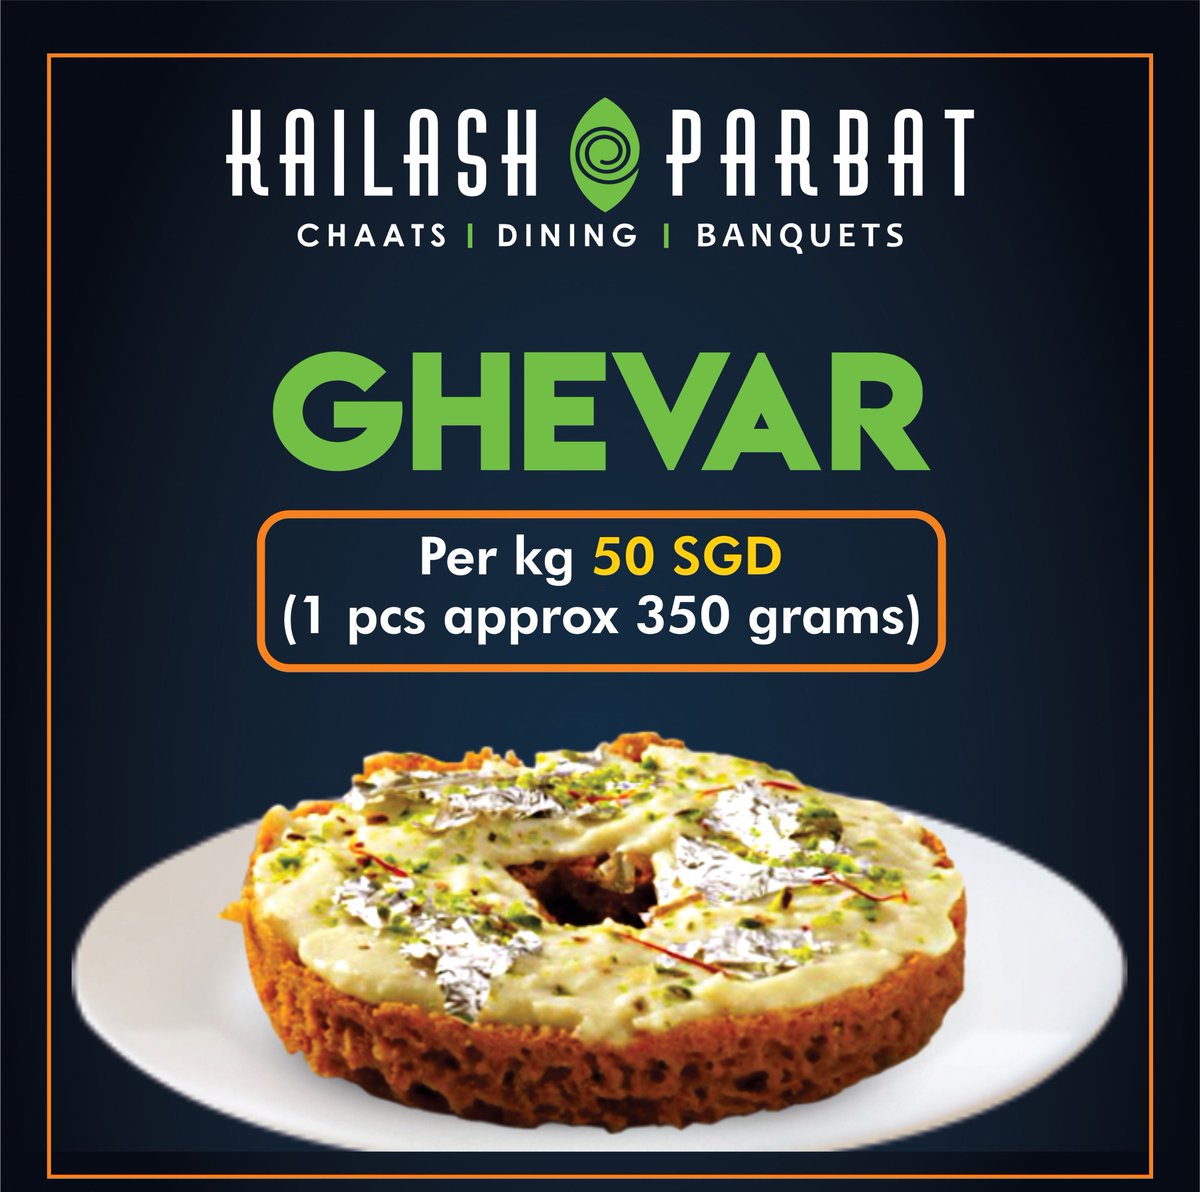 KAILASH PARBAT
CHAATS | DINING | BANQUETS
GHEVAR
Per kg 50 SGD
(1 pcs approx 350 grams)